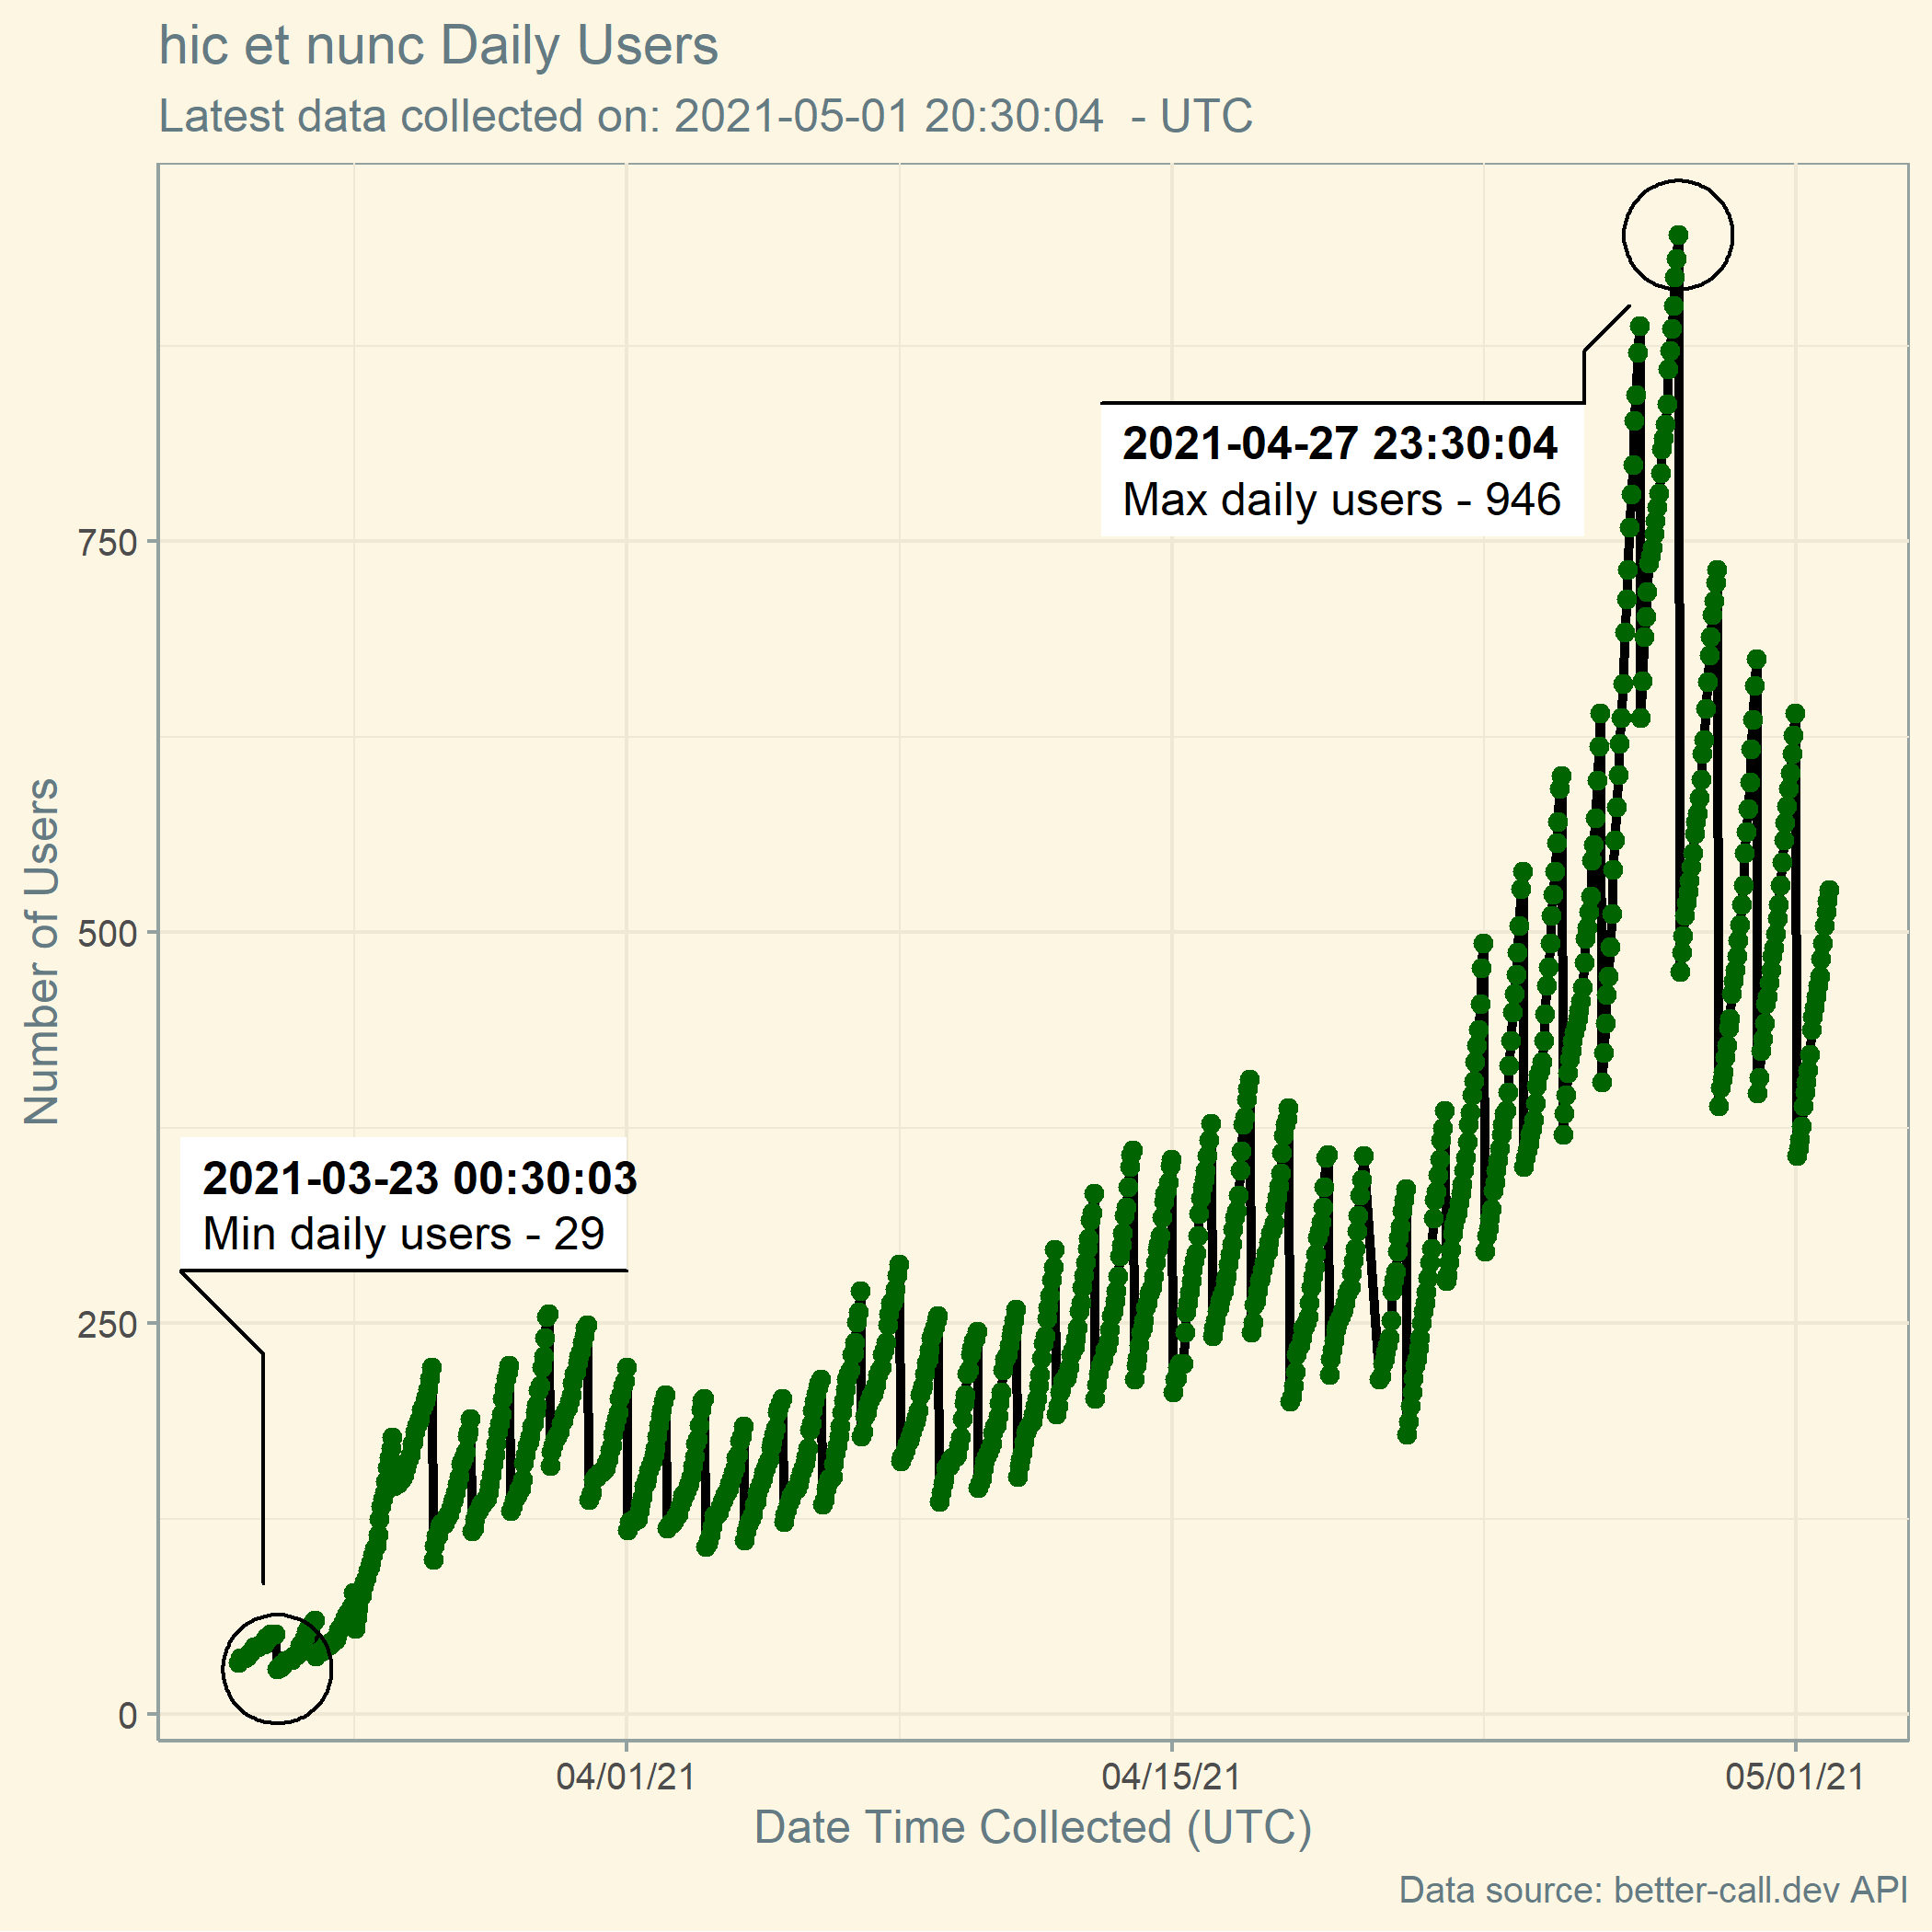 hic et nunc Daily Users
Latest data collected on: 2021-05-01 20:30:04  - UTC
2021-04-27 23:30:04
Max daily users - 946
750
500
Number of Users
2021-03-23 00:30:03
Min daily users - 29
250
0
04/01/21
04/15/21
05/01/21
Date Time Collected (UTC)
Data source: better-call.dev API